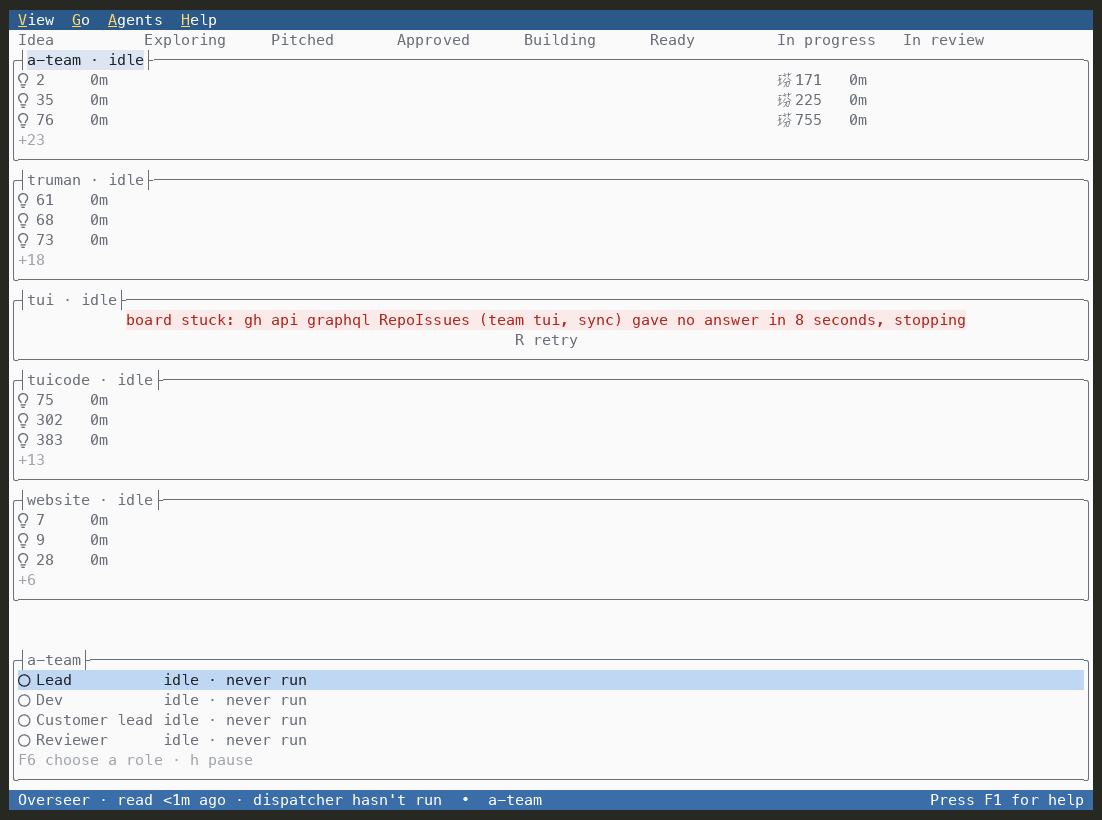 View Go Agents Help
Idea Exploring Pitched Approved Building Ready In progress In review
a-team · idle
2 0m 171 0m
35 0m 225 0m
76 0m 755 0m
+23
truman · idle
61 0m
68 0m
73 0m
+18
tui · idle
board stuck: gh api graphql RepoIssues (team tui, sync) gave no answer in 8 seconds, stopping
R retry
tuicode · idle
75 0m
302 0m
383 0m
+13
website · idle
7 0m
9 0m
28 0m
+6
a-team
Lead idle · never run
Dev idle · never run
Customer lead idle · never run
Reviewer idle · never run
F6 choose a role · h pause
Overseer · read <1m ago · dispatcher hasn't run • a-team Press F1 for help